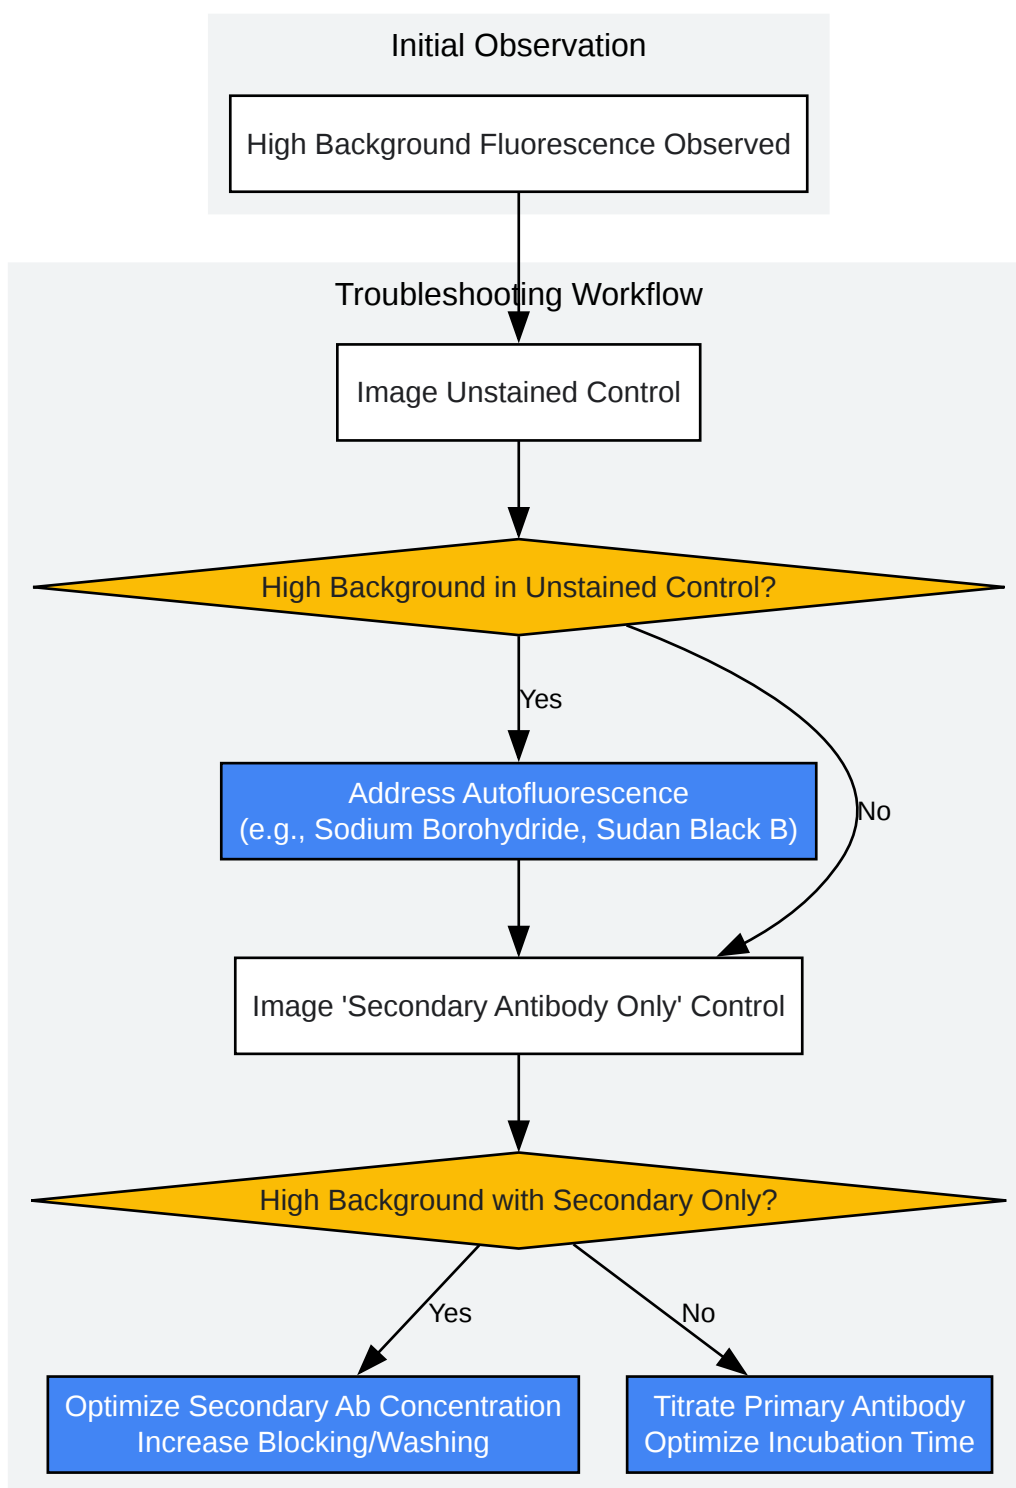 Initial Observation
High Background Fluorescence Observed
Troubleshooting Workflow
Image Unstained Control
High Background in Unstained Control?
Yes
Address Autofluorescence
(e.g., Sodium Borohydride, Sudan Black B)
No
Image 'Secondary Antibody Only' Control
High Background with Secondary Only?
Yes
No
Optimize Secondary Ab Concentration
Increase Blocking/Washing
Titrate Primary Antibody
Optimize Incubation Time